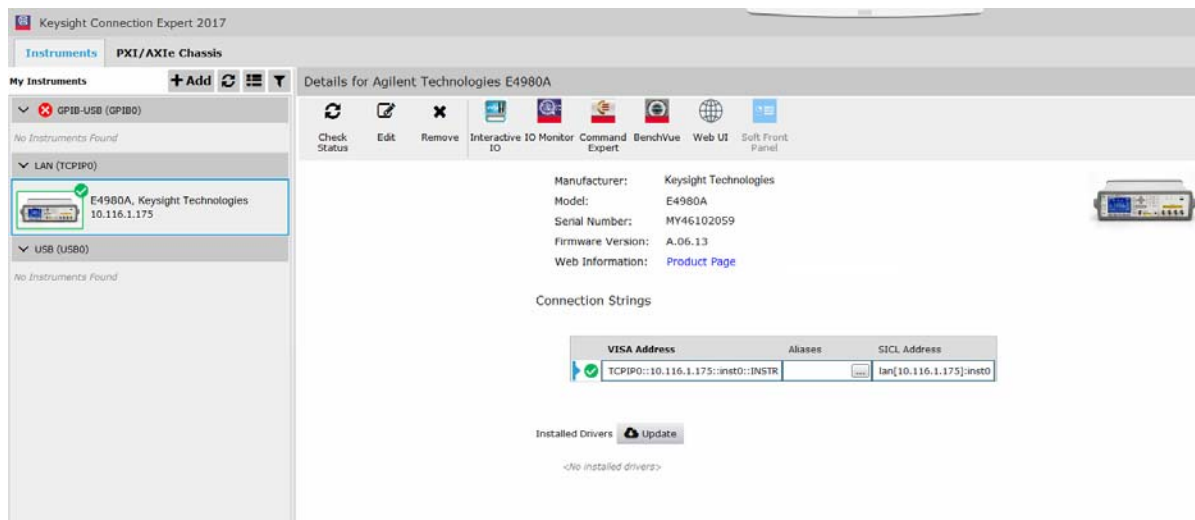 Keysight Connection Expert 2017
Instruments PXI/AXIe Chassis
My Instruments + Add
Details for Agilent Technologies E4980A
GPIB-USB (GPIB0)
No Instruments Found
LAN (TCPIP0)
E4980A, Keysight Technologies
10.116.1.175
USB (USB0)
No Instruments Found
Check Status
Edit
Remove
Interactive IO
IO Monitor
Command Expert
BenchVue
Web UI
Soft Front Panel
Manufacturer: Keysight Technologies
Model: E4980A
Serial Number: MY46102059
Firmware Version: A.06.13
Web Information: Product Page
Connection Strings
VISA Address Aliases SICL Address
TCPIP0::10.116.1.175::inst0::INSTR ... lan[10.116.1.175]:inst0
Installed Drivers Update
<No installed drivers>